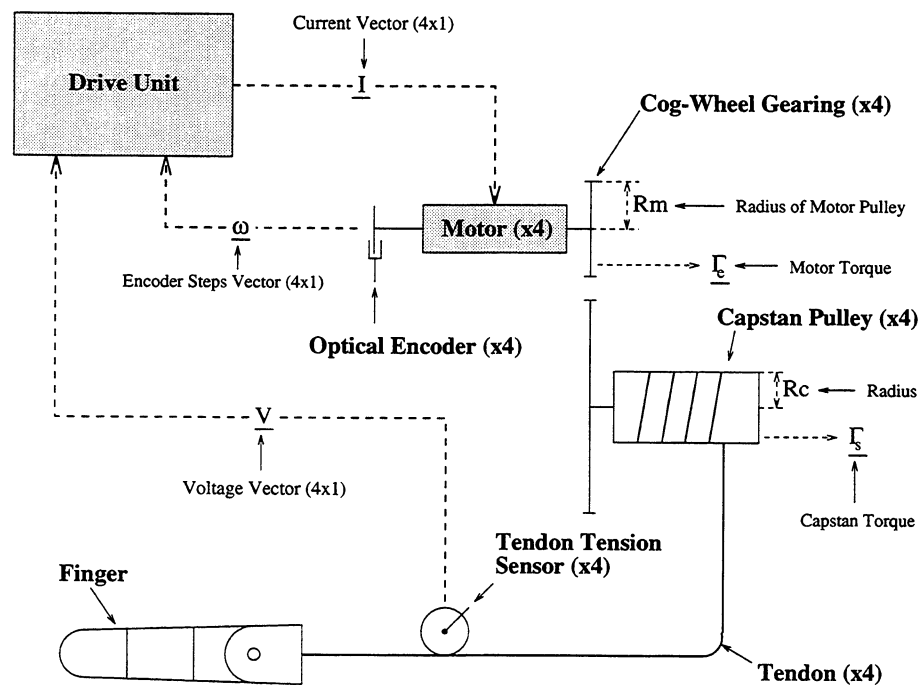 Current Vector (4x1)
Drive Unit
I
Cog-Wheel Gearing (x4)
Rm
Radius of Motor Pulley
Motor (x4)
ω
Encoder Steps Vector (4x1)
Γe
Motor Torque
Optical Encoder (x4)
Capstan Pulley (x4)
Rc
Radius
V
Γs
Voltage Vector (4x1)
Capstan Torque
Tendon Tension
Sensor (x4)
Finger
Tendon (x4)